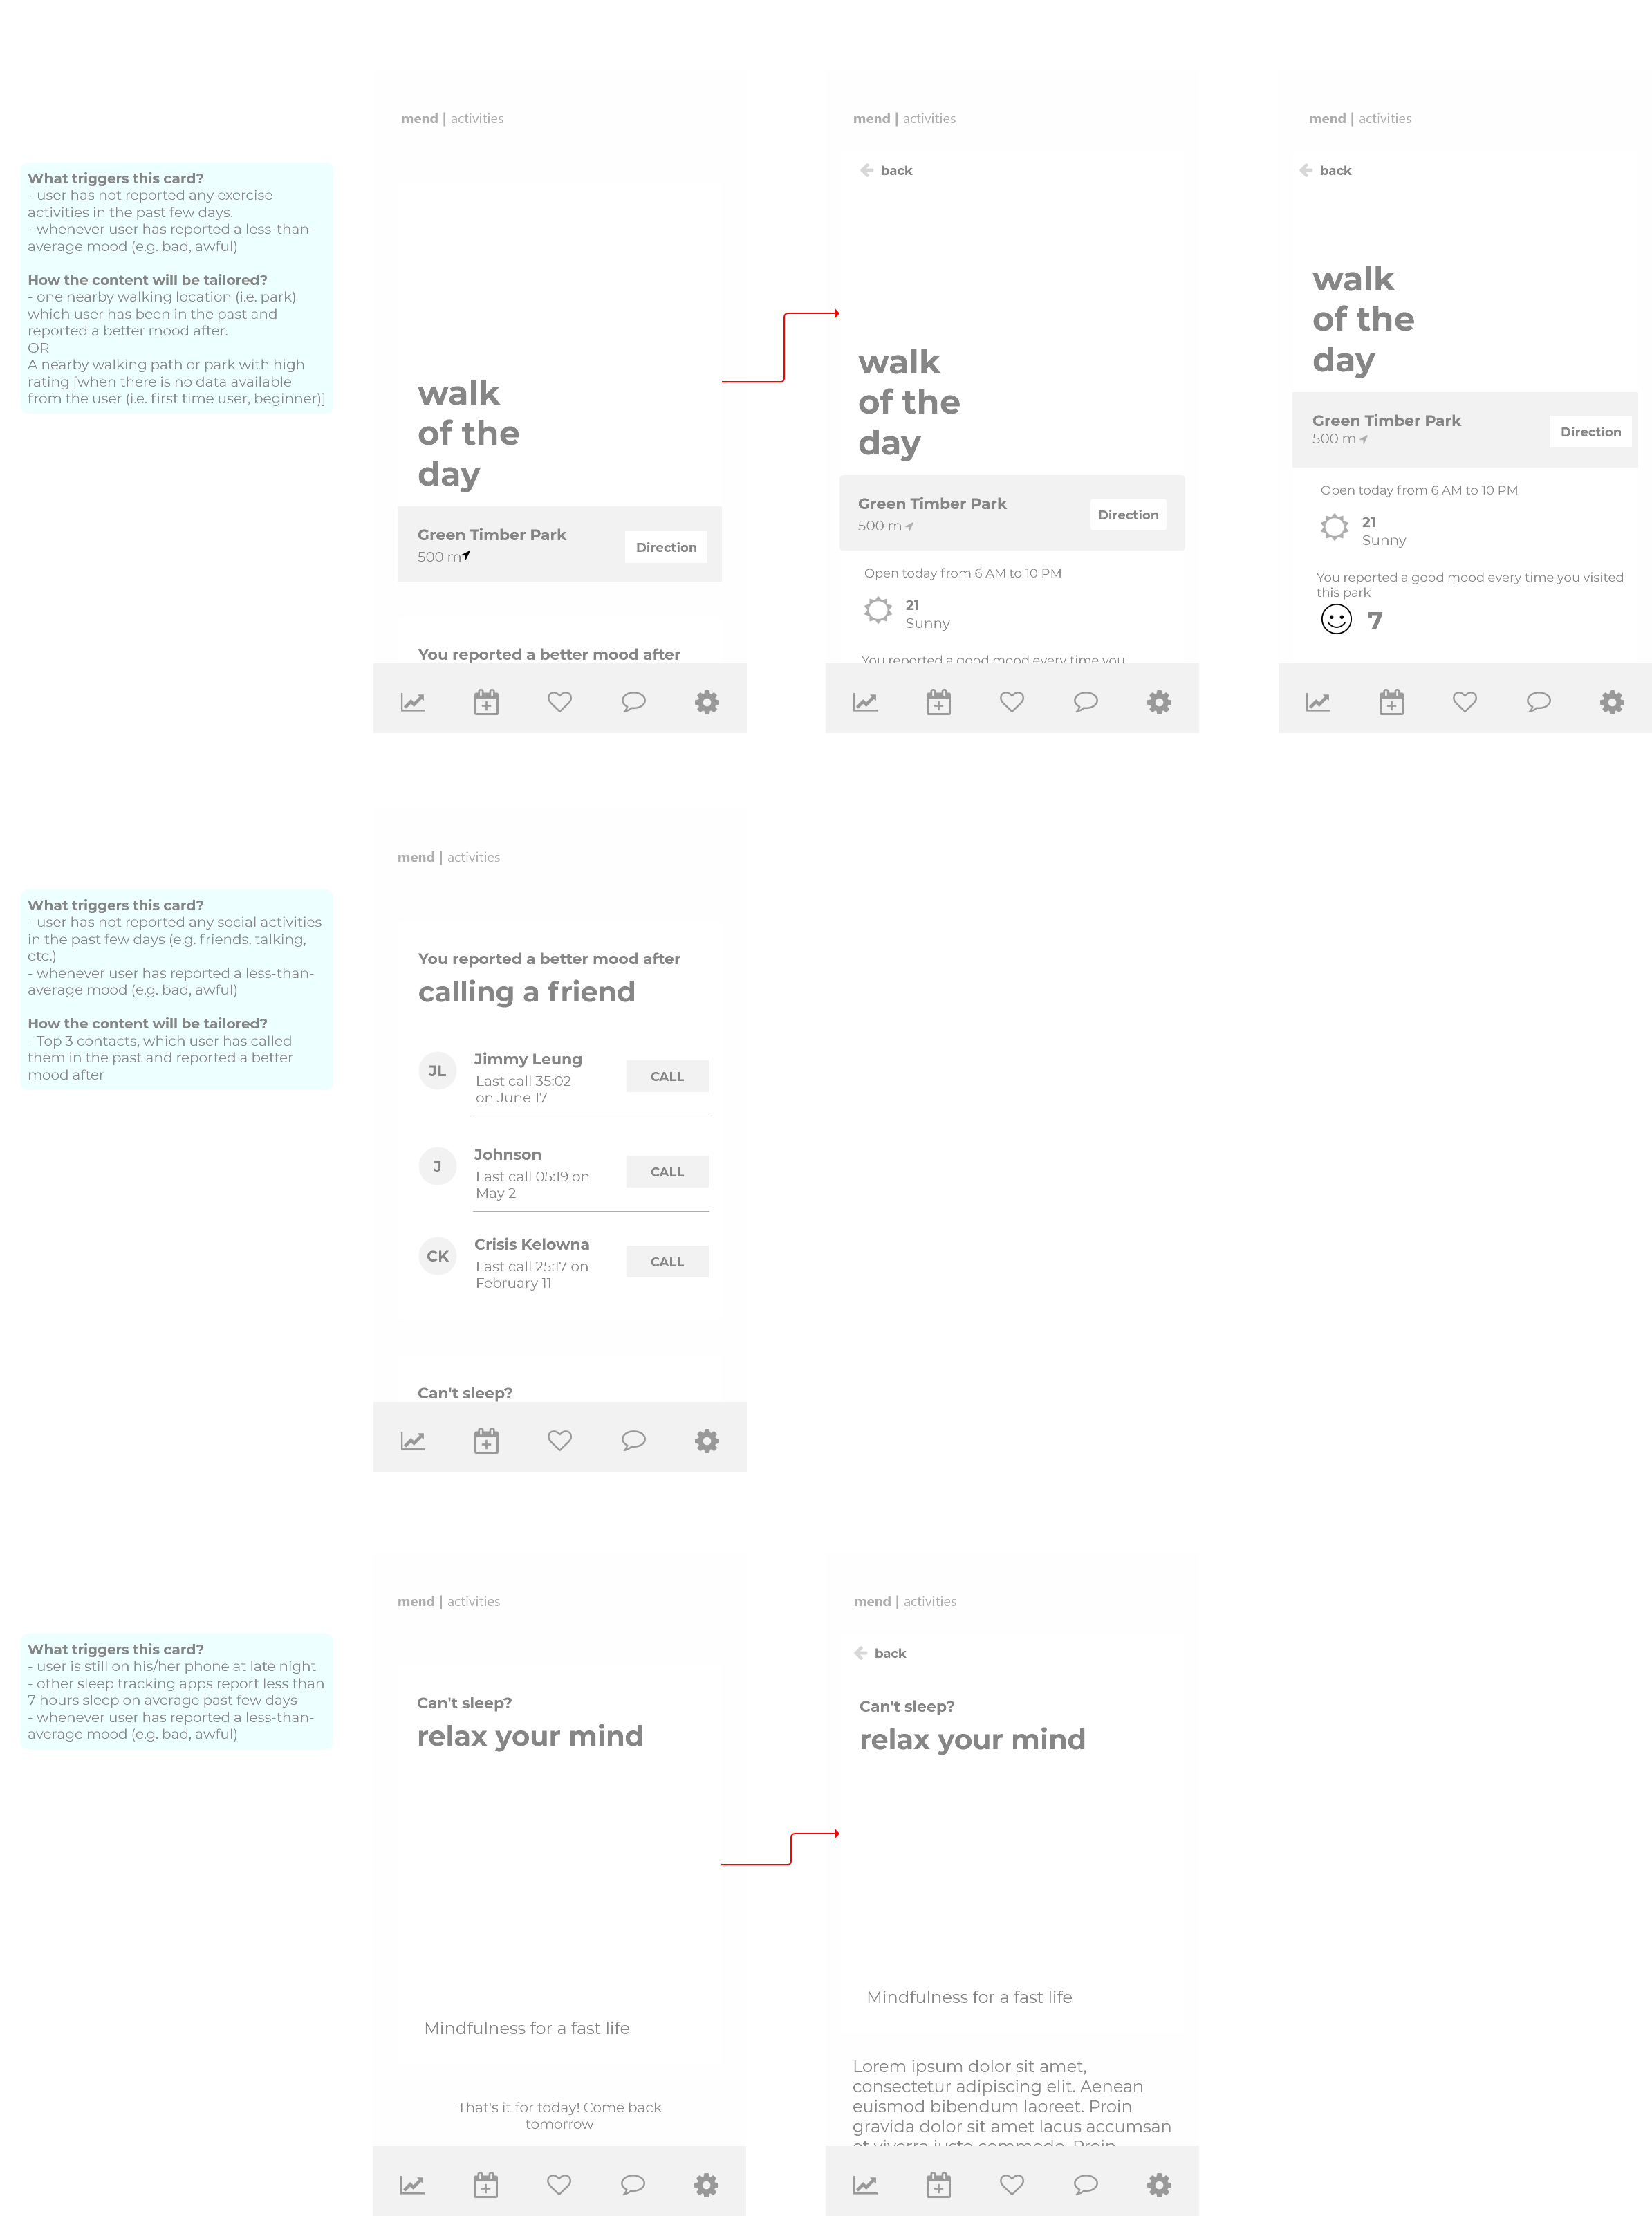 mend | activities
mend | activities
mend | activities
What triggers this card?
- user has not reported any exercise
activities in the past few days.
- whenever user has reported a less-than-
average mood (e.g. bad, awful)
How the content will be tailored?
- one nearby walking location (i.e. park)
which user has been in the past and
reported a better mood after.
OR
A nearby walking path or park with high
rating [when there is no data available
from the user (i.e. first time user, beginner)]
walk
of the
day
Green Timber Park
500 m
Direction
You reported a better mood after
back
walk
of the
day
Green Timber Park
500 m
Direction
Open today from 6 AM to 10 PM
21
Sunny
You reported a good mood every time you
back
walk
of the
day
Green Timber Park
500 m
Direction
Open today from 6 AM to 10 PM
21
Sunny
You reported a good mood every time you visited
this park
7
mend | activities
What triggers this card?
- user has not reported any social activities
in the past few days (e.g. friends, talking,
etc.)
- whenever user has reported a less-than-
average mood (e.g. bad, awful)
How the content will be tailored?
- Top 3 contacts, which user has called
them in the past and reported a better
mood after
You reported a better mood after
calling a friend
JL
Jimmy Leung
Last call 35:02
on June 17
CALL
J
Johnson
Last call 05:19 on
May 2
CALL
CK
Crisis Kelowna
Last call 25:17 on
February 11
CALL
Can't sleep?
mend | activities
mend | activities
What triggers this card?
- user is still on his/her phone at late night
- other sleep tracking apps report less than
7 hours sleep on average past few days
- whenever user has reported a less-than-
average mood (e.g. bad, awful)
Can't sleep?
relax your mind
Mindfulness for a fast life
That's it for today! Come back
tomorrow
back
Can't sleep?
relax your mind
Mindfulness for a fast life
Lorem ipsum dolor sit amet,
consectetur adipiscing elit. Aenean
euismod bibendum laoreet. Proin
gravida dolor sit amet lacus accumsan
et viverra justo commodo. Proin